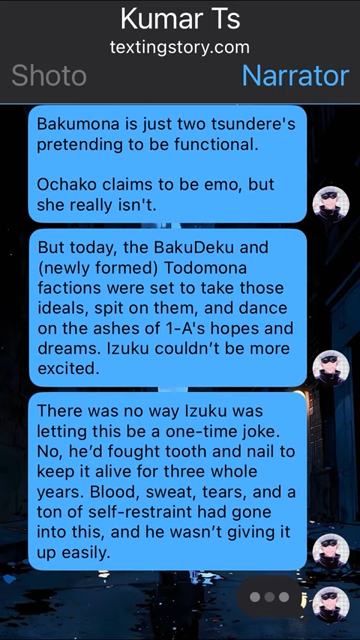 Kumar Ts
textingstory.com
Shoto
Narrator
Bakumona is just two tsundere's
pretending to be functional.
Ochako claims to be emo, but
she really isn't.
But today, the BakuDeku and
(newly formed) Todomona
factions were set to take those
ideals, spit on them, and dance
on the ashes of 1-A's hopes and
dreams. Izuku couldn't be more
excited.
There was no way Izuku was
letting this be a one-time joke.
No, he'd fought tooth and nail to
keep it alive for three whole
years. Blood, sweat, tears, and a
ton of self-restraint had gone
into this, and he wasn't giving it
up easily.